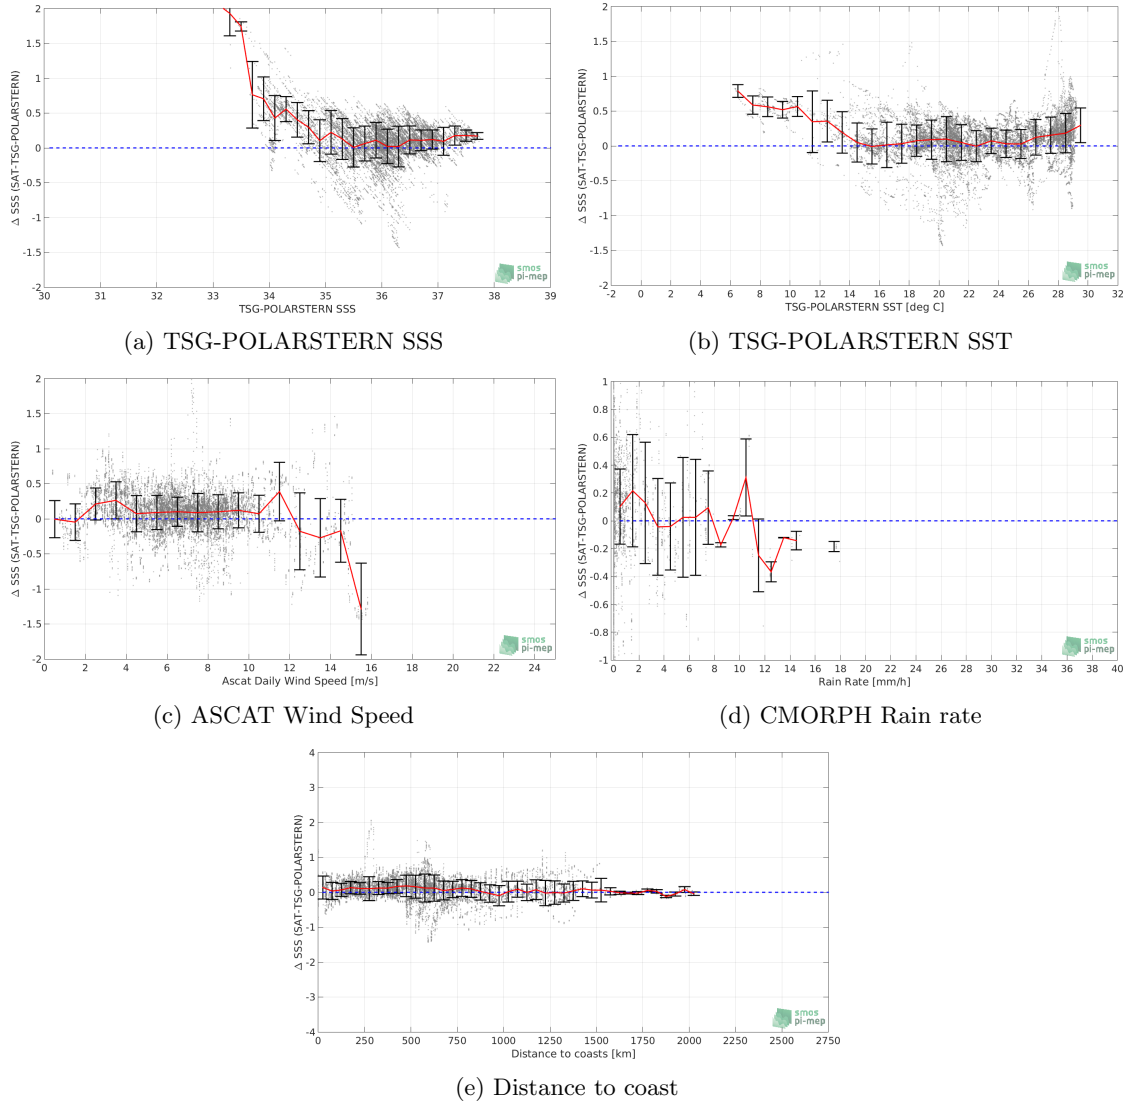 2
1.5
1
0.5
0
-0.5
-1
-1.5
-2
Δ SSS (SAT-TSG-POLARSTERN)
30 31 32 33 34 35 36 37 38 39
TSG-POLARSTERN SSS
smos
pi-mep
(a) TSG-POLARSTERN SSS
2
1.5
1
0.5
0
-0.5
-1
-1.5
-2
Δ SSS (SAT-TSG-POLARSTERN)
-2 0 2 4 6 8 10 12 14 16 18 20 22 24 26 28 30 32
TSG-POLARSTERN SST [deg C]
smos
pi-mep
(b) TSG-POLARSTERN SST
2
1.5
1
0.5
0
-0.5
-1
-1.5
-2
Δ SSS (SAT-TSG-POLARSTERN)
0 2 4 6 8 10 12 14 16 18 20 22 24
Ascat Daily Wind Speed [m/s]
smos
pi-mep
(c) ASCAT Wind Speed
1
0.8
0.6
0.4
0.2
0
-0.2
-0.4
-0.6
-0.8
-1
Δ SSS (SAT-TSG-POLARSTERN)
0 2 4 6 8 10 12 14 16 18 20 22 24 26 28 30 32 34 36 38 40
Rain Rate [mm/h]
smos
pi-mep
(d) CMORPH Rain rate
4
3
2
1
0
-1
-2
-3
-4
Δ SSS (SAT-TSG-POLARSTERN)
0 250 500 750 1000 1250 1500 1750 2000 2250 2500 2750
Distance to coasts [km]
smos
pi-mep
(e) Distance to coast